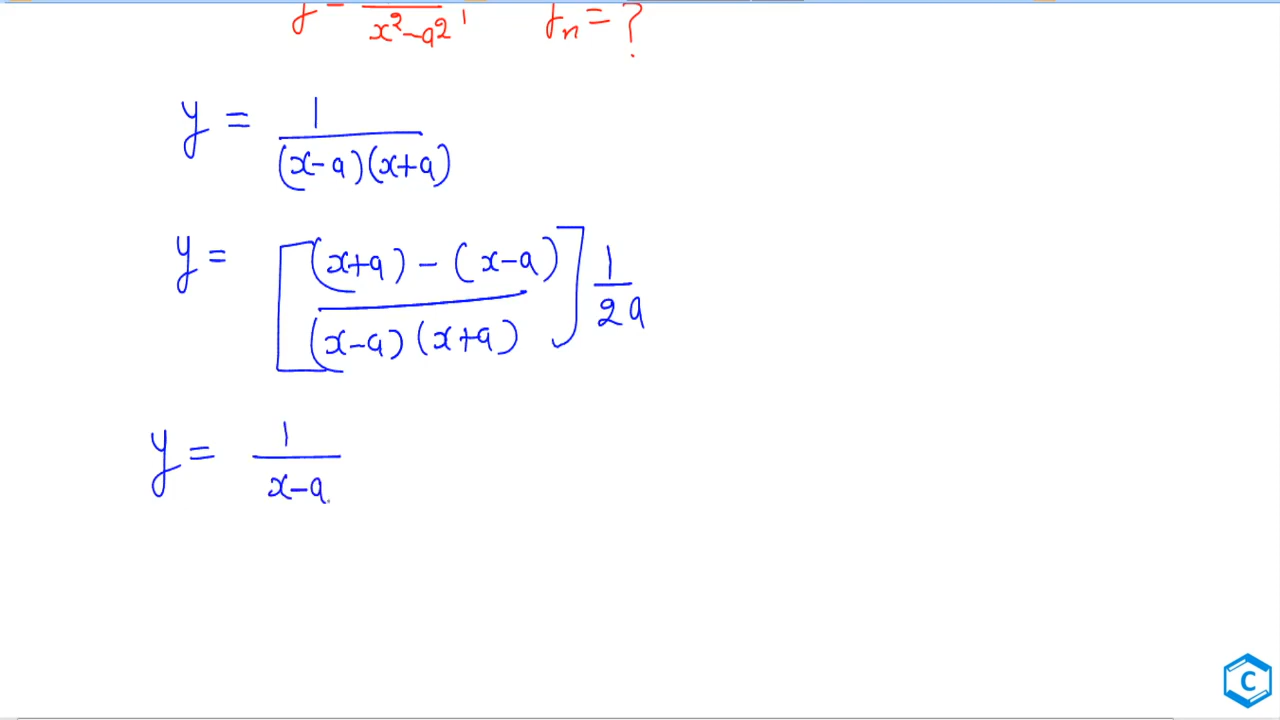 y = 1/(x²-a²), yₙ = ?
y = 1/((x-a)(x+a))
y = [((x+a) - (x-a))/((x-a)(x+a))] 1/2a
y = 1/(x-a)
C